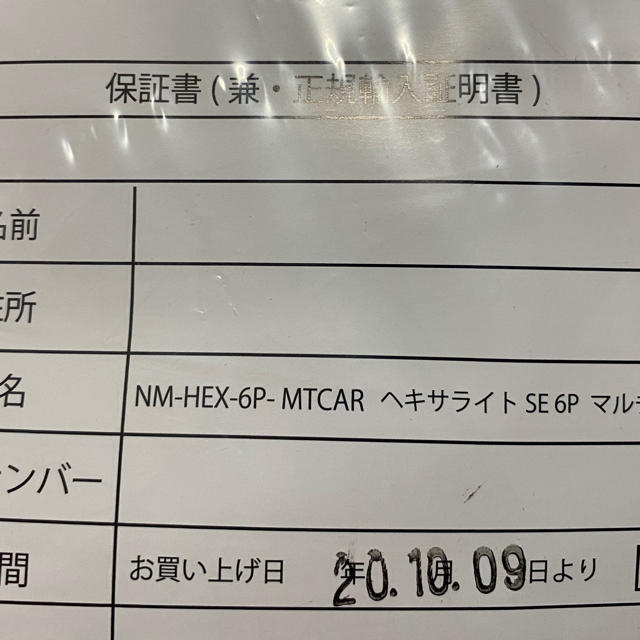 保証書(兼・正規輸入証明書)
名前
住所
名
ンバー
NM-HEX-6P- MTCAR ヘキサライト SE 6P マル
間
お買い上げ日 年 月 日より
20.10.09